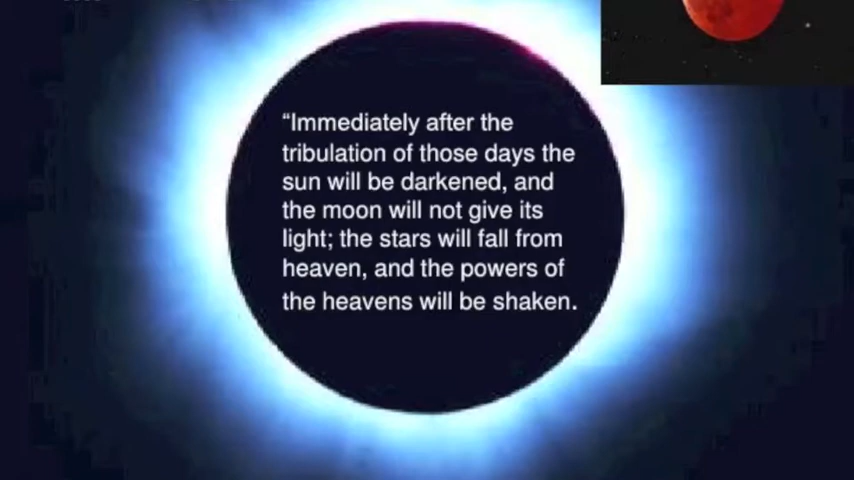 “Immediately after the
tribulation of those days the
sun will be darkened, and
the moon will not give its
light; the stars will fall from
heaven, and the powers of
the heavens will be shaken.